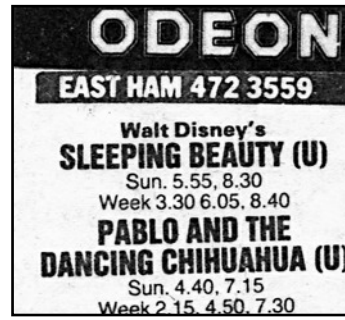 ODEON
EAST HAM 472 3559
Walt Disney's
SLEEPING BEAUTY (U)
Sun. 5.55, 8.30
Week 3.30 6.05, 8.40
PABLO AND THE
DANCING CHIHUAHUA (U)
Sun. 4.40, 7.15
Week 2.15, 4.50, 7.30